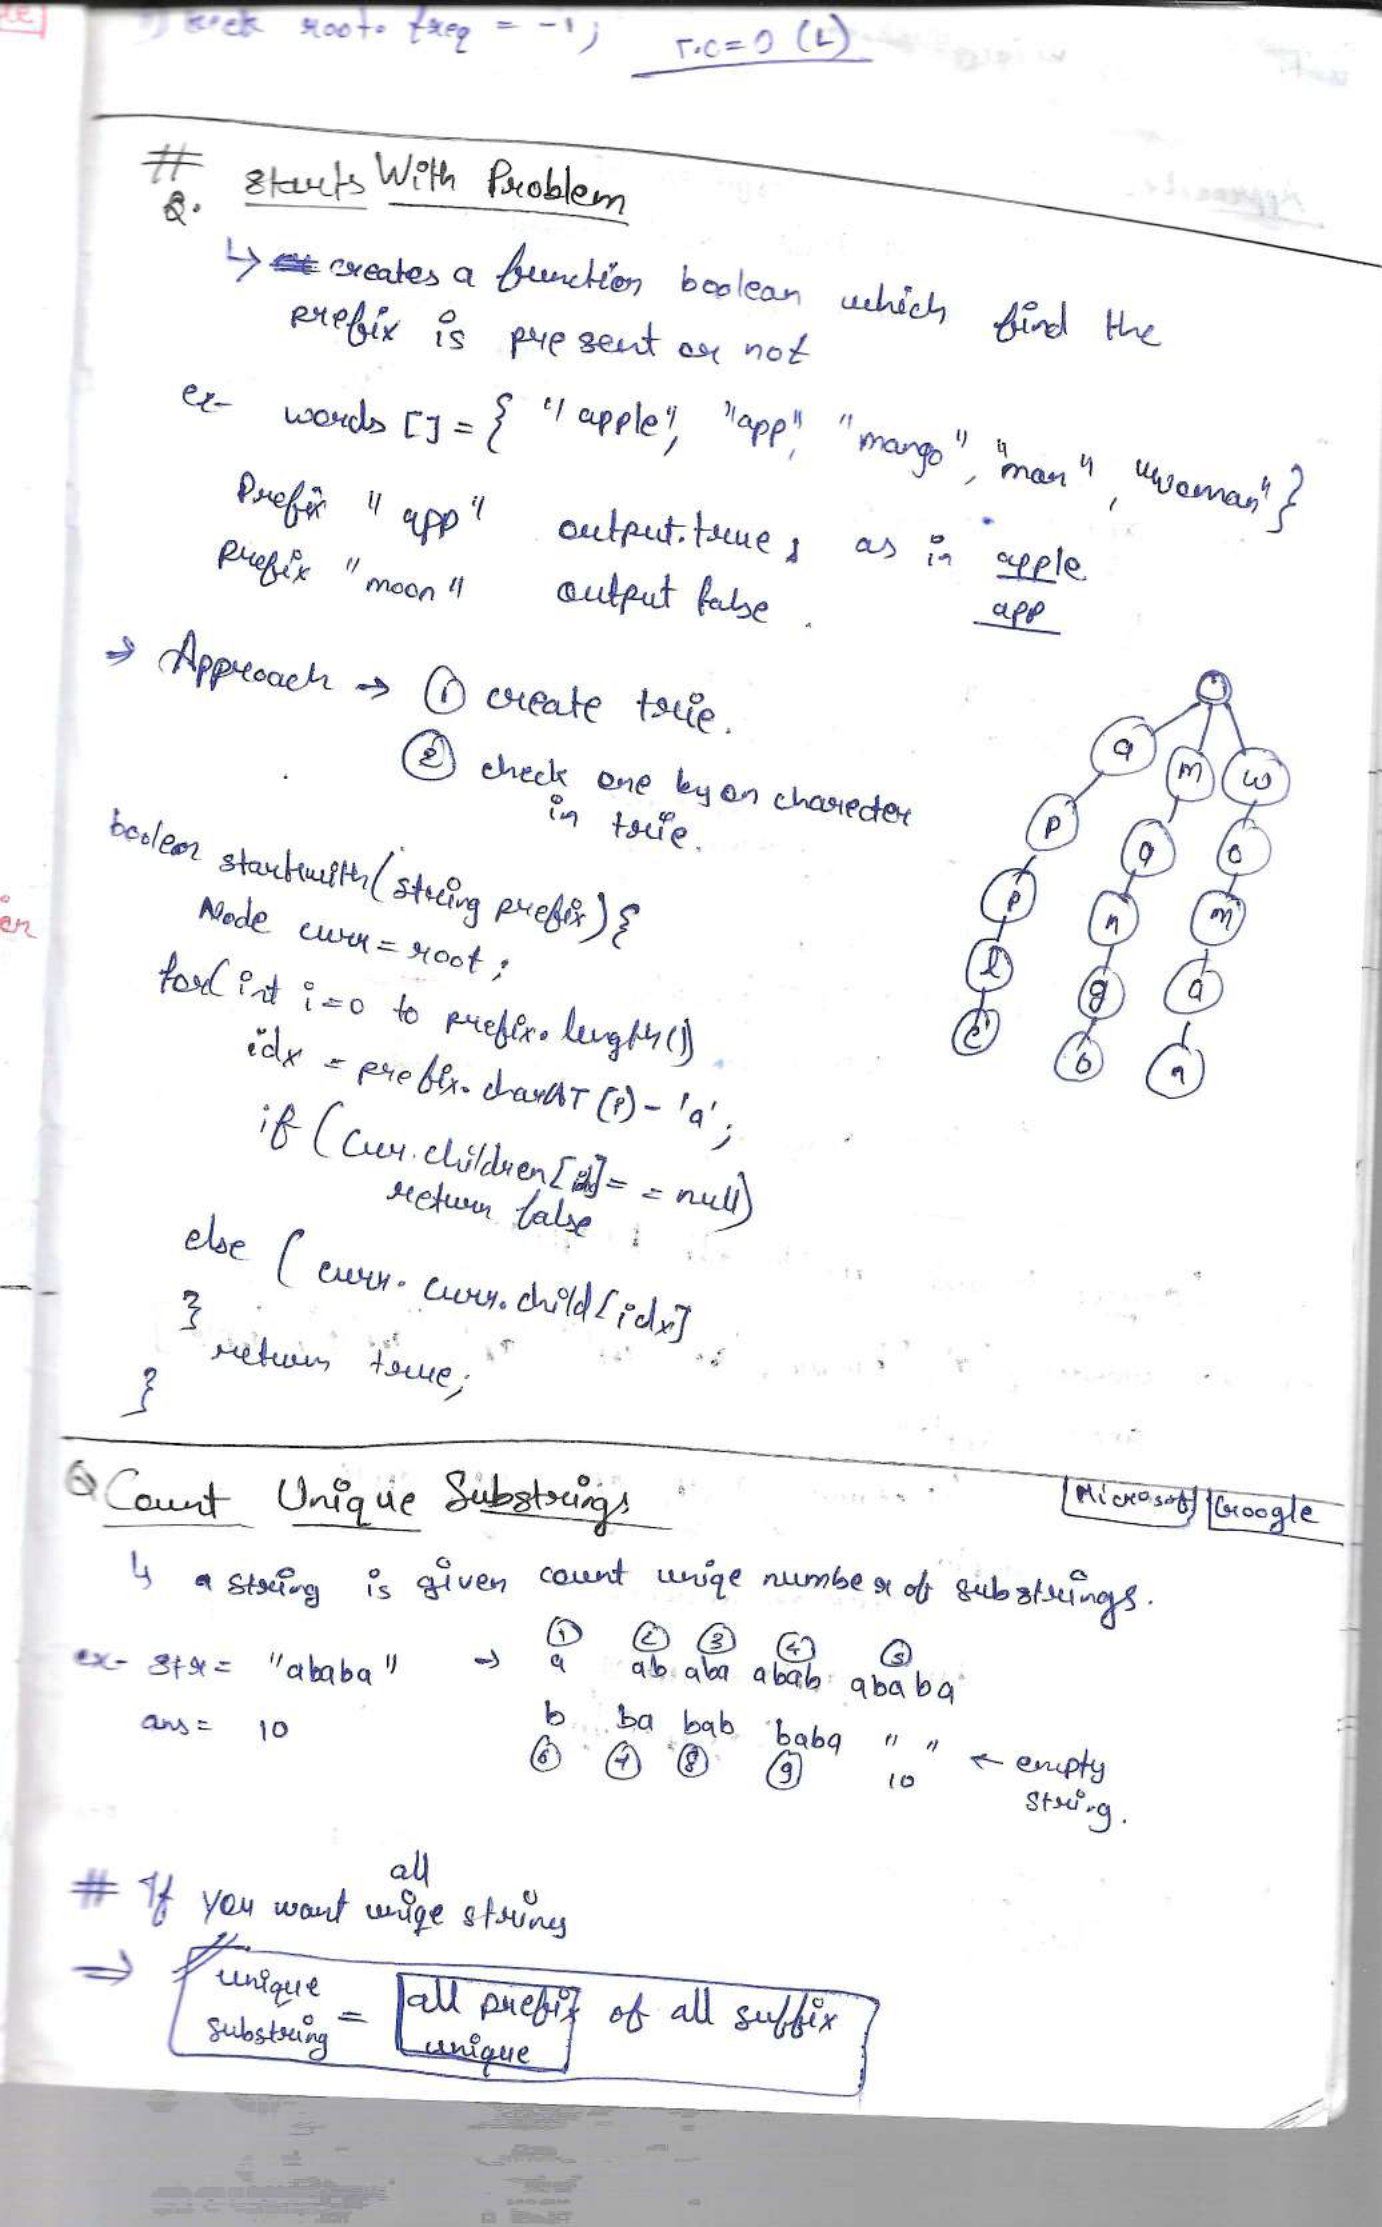 root. freq = -1; T.C = O (L)
# Starts With Problem
Q.
↳ creates a function boolean which find the
prefix is present or not
ex- words [] = { "apple", "app", "mango", "man", "woman" }
Prefix "app" output.true, as in apple
app
prefix "moon" output false.
⇒ Approach → ① create trie.
② check one by on charecter
in trie.
a m w
p a o
p n m
l g a
e o n
boolean startwith(string prefix) {
Node curr = root;
for( int i=0 to prefix. length()
idx = prefix. charAT (i) - 'a';
if (Curr. children[idx] == null)
return false
else ( curr. curr. child [idx]
} return true;
}
Q Count Unique Substrings Microsoft Google
↳ a string is given count uniqe number of substrings.
① ② ③ ④ ⑤
ex- str = "ababa" → a ab aba abab ababa
ans = 10 b ba bab baba " " ← empty
⑥ 7 ⑧ ⑨ 10 string.
all
# If you want uniqe string
⇒ unique substring = all prefix of all suffix
unique